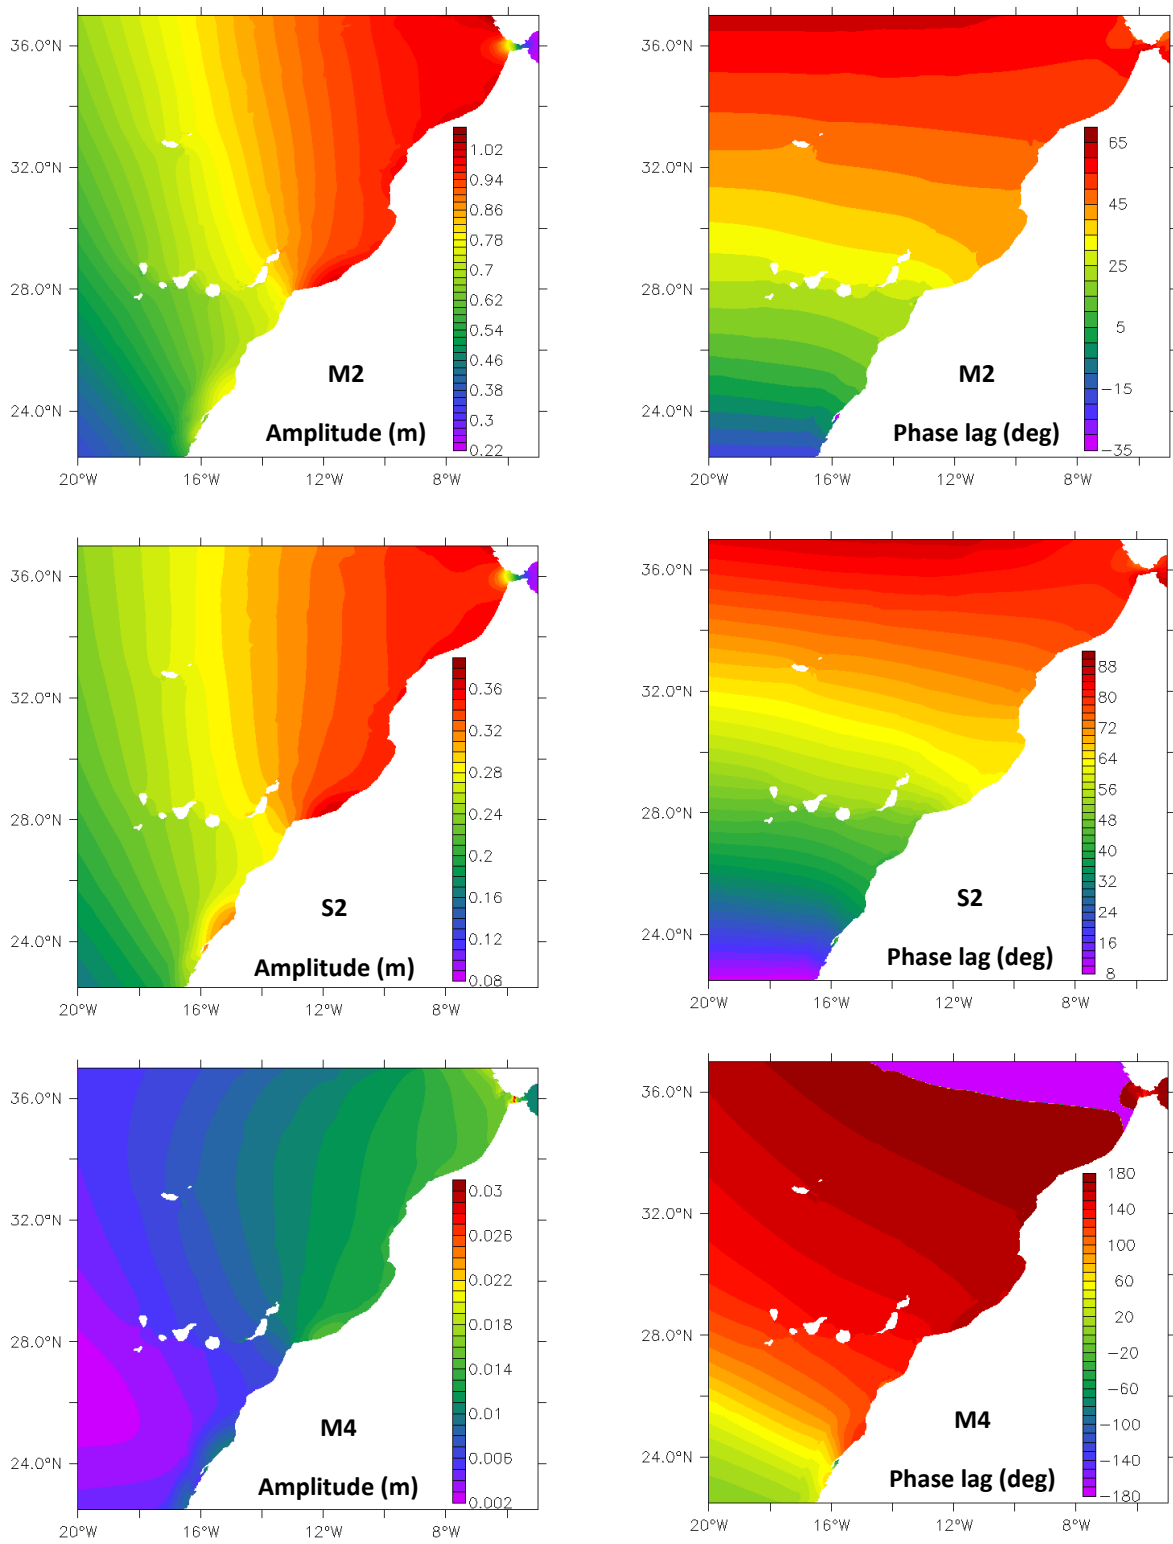 36.0°N
32.0°N
28.0°N
24.0°N
20°W 16°W 12°W 8°W
1.02
0.94
0.86
0.78
0.7
0.62
0.54
0.46
0.38
0.3
0.22
M2
Amplitude (m)
36.0°N
32.0°N
28.0°N
24.0°N
20°W 16°W 12°W 8°W
65
45
25
5
−15
−35
M2
Phase lag (deg)
36.0°N
32.0°N
28.0°N
24.0°N
20°W 16°W 12°W 8°W
0.36
0.32
0.28
0.24
0.2
0.16
0.12
0.08
S2
Amplitude (m)
36.0°N
32.0°N
28.0°N
24.0°N
20°W 16°W 12°W 8°W
88
80
72
64
56
48
40
32
24
16
8
S2
Phase lag (deg)
36.0°N
32.0°N
28.0°N
24.0°N
20°W 16°W 12°W 8°W
0.03
0.026
0.022
0.018
0.014
0.01
0.006
0.002
M4
Amplitude (m)
36.0°N
32.0°N
28.0°N
24.0°N
20°W 16°W 12°W 8°W
180
140
100
60
20
−20
−60
−100
−140
−180
M4
Phase lag (deg)